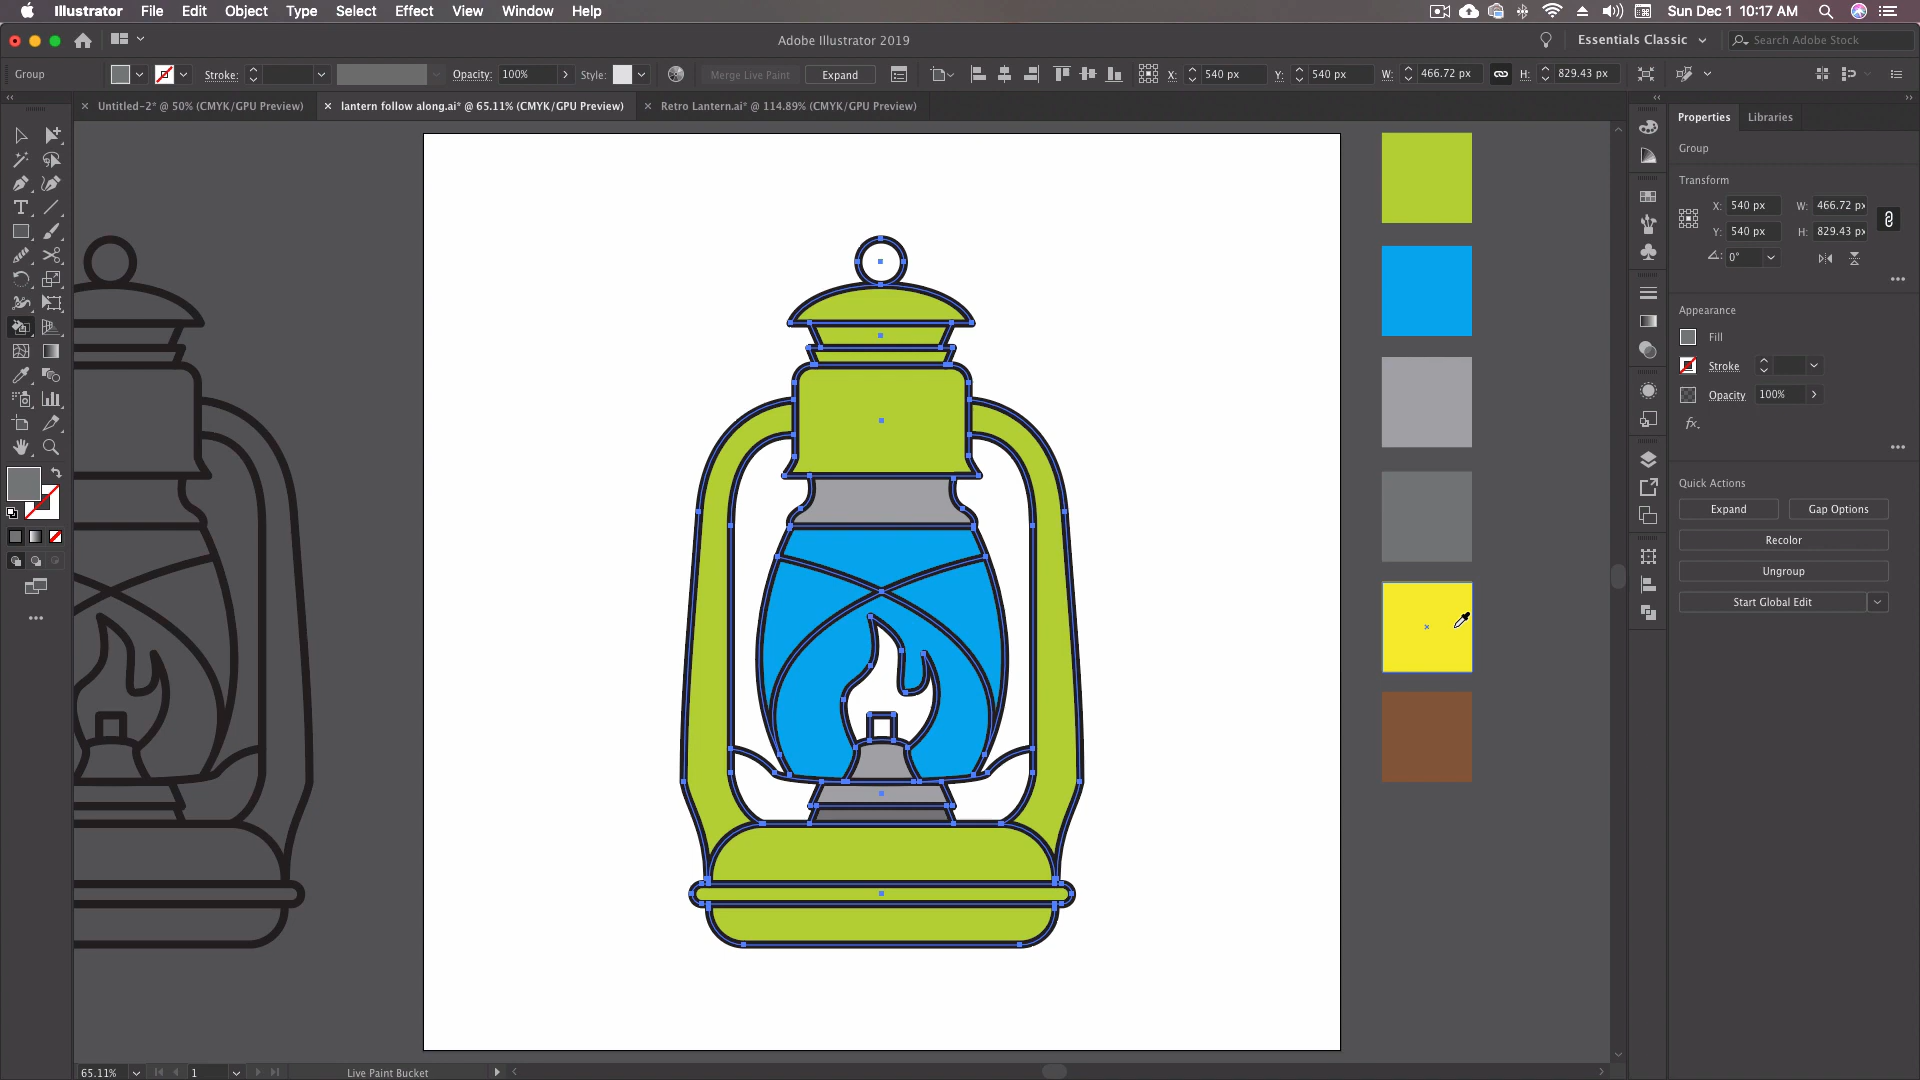 Illustrator File Edit Object Type Select Effect View Window Help Sun Dec 1 10:17 AM
Adobe Illustrator 2019 Essentials Classic Search Adobe Stock
Group Stroke: Opacity: 100% Style: Merge Live Paint Expand X: 540 px Y: 540 px W: 466.72 px H: 829.43 px
Untitled-2* @ 50% (CMYK/GPU Preview) lantern follow along.ai* @ 65.11% (CMYK/GPU Preview) Retro Lantern.ai* @ 114.89% (CMYK/GPU Preview)
Properties Libraries
Group
Transform
X: 540 px W: 466.72 px
Y: 540 px H: 829.43 px
0°
Appearance
Fill
Stroke
Opacity 100%
fx.
Quick Actions
Expand Gap Options
Recolor
Ungroup
Start Global Edit
65.11% 1 Live Paint Bucket